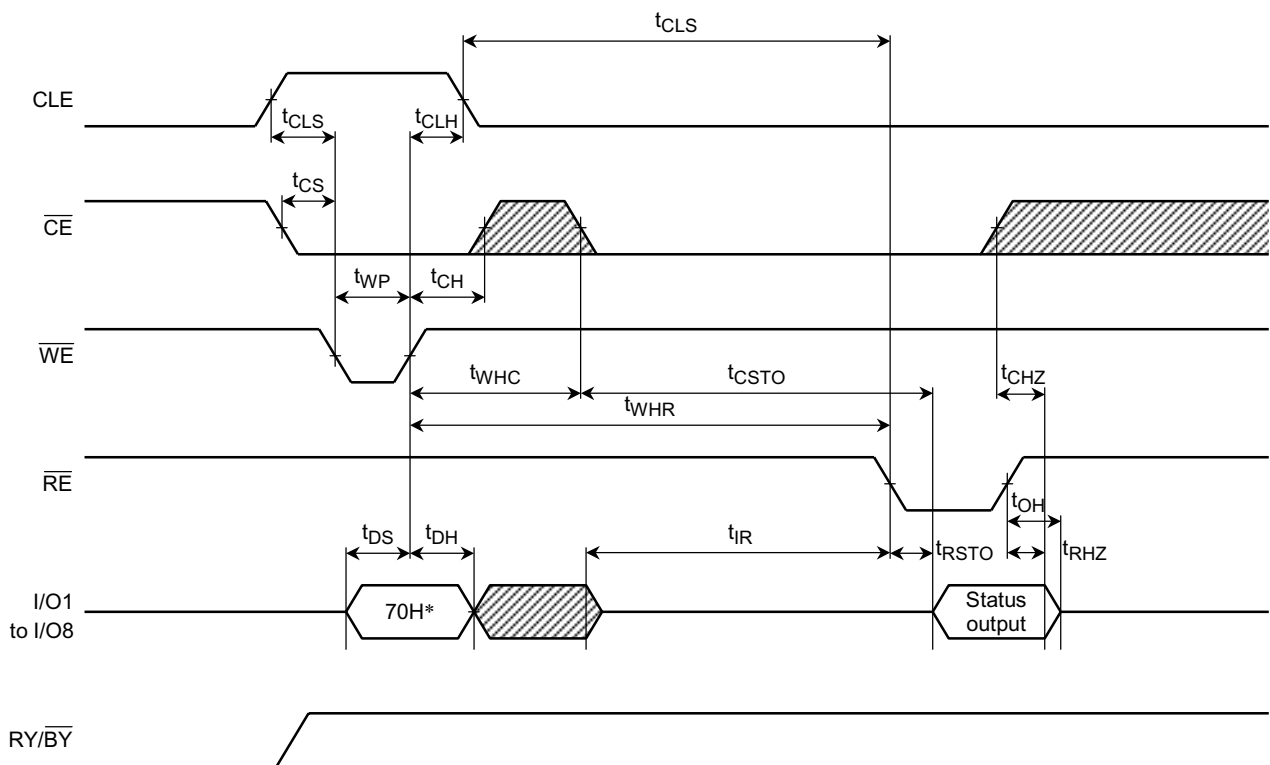 tCLS
CLE
tCLS
tCLH
tCS
CE
tWP
tCH
WE
tWHC
tCSTO
tCHZ
tWHR
RE
tOH
tDS
tDH
tIR
tRSTO
tRHZ
I/O1
to I/O8
70H*
Status
output
RY/BY